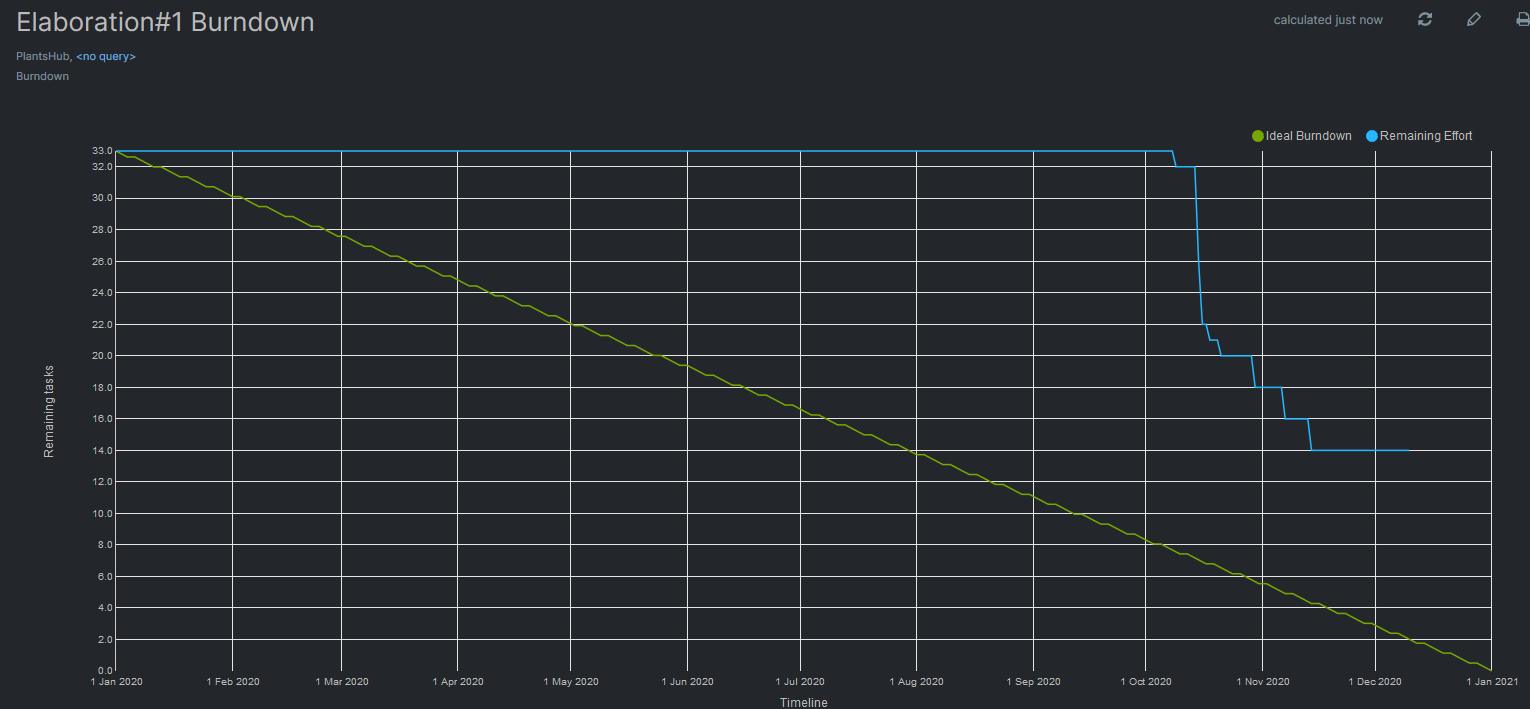 Elaboration#1 Burndown
calculated just now
PlantsHub, <no query>
Burndown
Ideal Burndown
Remaining Effort
33.0
32.0
30.0
28.0
26.0
24.0
22.0
20.0
18.0
16.0
14.0
12.0
10.0
8.0
6.0
4.0
2.0
0.0
Remaining tasks
1 Jan 2020
1 Feb 2020
1 Mar 2020
1 Apr 2020
1 May 2020
1 Jun 2020
1 Jul 2020
1 Aug 2020
1 Sep 2020
1 Oct 2020
1 Nov 2020
1 Dec 2020
1 Jan 2021
Timeline